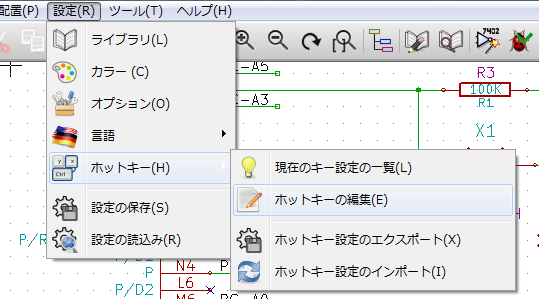 配置(P) 設定(R) ツール(T) ヘルプ(H)
ライブラリ(L)
カラー (C)
オプション(O)
言語
ホットキー(H)
設定の保存(S)
設定の読込み(R)
現在のキー設定の一覧(L)
ホットキーの編集(E)
ホットキー設定のエクスポート(X)
ホットキー設定のインポート(I)
y x
Ctrl
7402
-A5
-A3
R3
100K
R1
X1
P/R
P
N4
P
P/D2
L6
M6
PC-A0